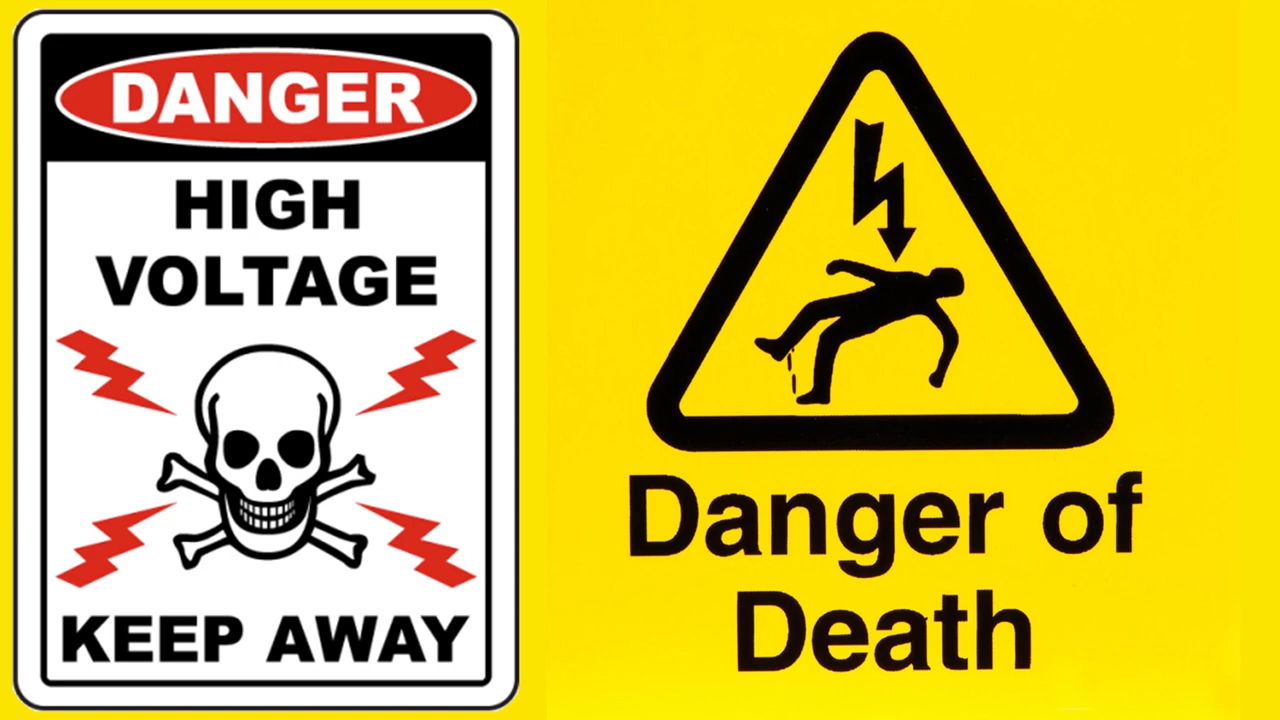 DANGER
HIGH
VOLTAGE
KEEP AWAY
Danger of
Death